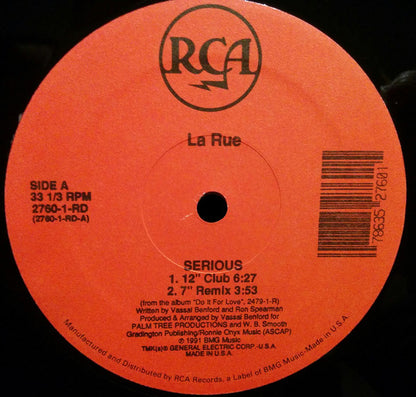 RCA
La Rue
SIDE A
33 1/3 RPM
2760-1-RD
(2760-1-RD-A)
78635 27601
SERIOUS
1. 12" Club 6:27
2. 7" Remix 3:53
(from the album "Do It For Love", 2479-1-R)
Written by Vassal Benford and Ron Spearman
Produced & Arranged by Vassal Benford for
PALM TREE PRODUCTIONS and W. B. Smooth
Gradington Publishing/Ronnie Onyx Music (ASCAP)
℗ 1991 BMG Music
TMK(s)® GENERAL ELECTRIC CORP.-U.S.A.
MADE IN U.S.A.
Manufactured and Distributed by RCA Records, a Label of BMG Music-Made in U.S.A